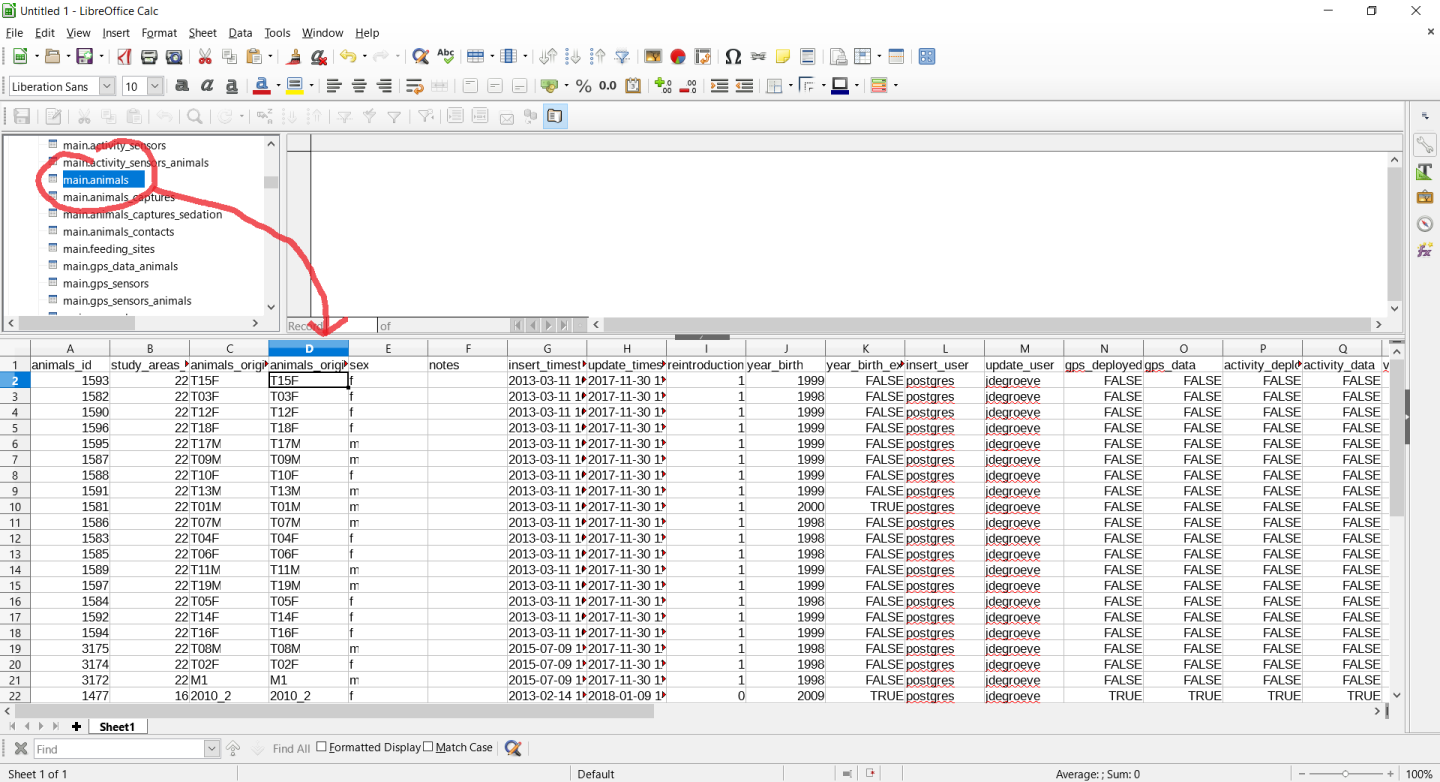 Untitled 1 - LibreOffice Calc
File Edit View Insert Format Sheet Data Tools Window Help
Liberation Sans 10
main.activity_sensors
main.activity_sensors_animals
main.animals
main.animals_captures
main.animals_captures_sedation
main.animals_contacts
main.feeding_sites
main.gps_data_animals
main.gps_sensors
main.gps_sensors_animals
Record of
A B C D E F G H I J K L M N O P Q
1 animals_id study_areas_ animals_origi animals_origi sex notes insert_timest update_times reintroduction year_birth year_birth_ex insert_user update_user gps_deployed gps_data activity_deplo activity_data
2 1593 22 T15F T15F f 2013-03-11 1 2017-11-30 1 1 1999 FALSE postgres jdegroeve FALSE FALSE FALSE FALSE
3 1582 22 T03F T03F f 2013-03-11 1 2017-11-30 1 1 1998 FALSE postgres jdegroeve FALSE FALSE FALSE FALSE
4 1590 22 T12F T12F f 2013-03-11 1 2017-11-30 1 1 1999 FALSE postgres jdegroeve FALSE FALSE FALSE FALSE
5 1596 22 T18F T18F f 2013-03-11 1 2017-11-30 1 1 1999 FALSE postgres jdegroeve FALSE FALSE FALSE FALSE
6 1595 22 T17M T17M m 2013-03-11 1 2017-11-30 1 1 1999 FALSE postgres jdegroeve FALSE FALSE FALSE FALSE
7 1587 22 T09M T09M m 2013-03-11 1 2017-11-30 1 1 1999 FALSE postgres jdegroeve FALSE FALSE FALSE FALSE
8 1588 22 T10F T10F f 2013-03-11 1 2017-11-30 1 1 1999 FALSE postgres jdegroeve FALSE FALSE FALSE FALSE
9 1591 22 T13M T13M m 2013-03-11 1 2017-11-30 1 1 1999 FALSE postgres jdegroeve FALSE FALSE FALSE FALSE
10 1581 22 T01M T01M m 2013-03-11 1 2017-11-30 1 1 2000 TRUE postgres jdegroeve FALSE FALSE FALSE FALSE
11 1586 22 T07M T07M m 2013-03-11 1 2017-11-30 1 1 1998 FALSE postgres jdegroeve FALSE FALSE FALSE FALSE
12 1583 22 T04F T04F f 2013-03-11 1 2017-11-30 1 1 1998 FALSE postgres jdegroeve FALSE FALSE FALSE FALSE
13 1585 22 T06F T06F f 2013-03-11 1 2017-11-30 1 1 1998 FALSE postgres jdegroeve FALSE FALSE FALSE FALSE
14 1589 22 T11M T11M m 2013-03-11 1 2017-11-30 1 1 1999 FALSE postgres jdegroeve FALSE FALSE FALSE FALSE
15 1597 22 T19M T19M m 2013-03-11 1 2017-11-30 1 1 1999 FALSE postgres jdegroeve FALSE FALSE FALSE FALSE
16 1584 22 T05F T05F f 2013-03-11 1 2017-11-30 1 1 1998 FALSE postgres jdegroeve FALSE FALSE FALSE FALSE
17 1592 22 T14F T14F f 2013-03-11 1 2017-11-30 1 1 1999 FALSE postgres jdegroeve FALSE FALSE FALSE FALSE
18 1594 22 T16F T16F f 2013-03-11 1 2017-11-30 1 1 1999 FALSE postgres jdegroeve FALSE FALSE FALSE FALSE
19 3175 22 T08M T08M m 2015-07-09 1 2017-11-30 1 1 1998 FALSE postgres jdegroeve FALSE FALSE FALSE FALSE
20 3174 22 T02F T02F f 2015-07-09 1 2017-11-30 1 1 1998 FALSE postgres jdegroeve FALSE FALSE FALSE FALSE
21 3172 22 M1 M1 m 2015-07-09 1 2017-11-30 1 1 1998 FALSE postgres jdegroeve FALSE FALSE FALSE FALSE
22 1477 16 2010_2 2010_2 f 2013-02-14 1 2018-01-09 1 0 2009 TRUE postgres jdegroeve TRUE TRUE TRUE TRUE
Sheet1
Find Find All Formatted Display Match Case
Sheet 1 of 1 Default Average: ; Sum: 0 100%